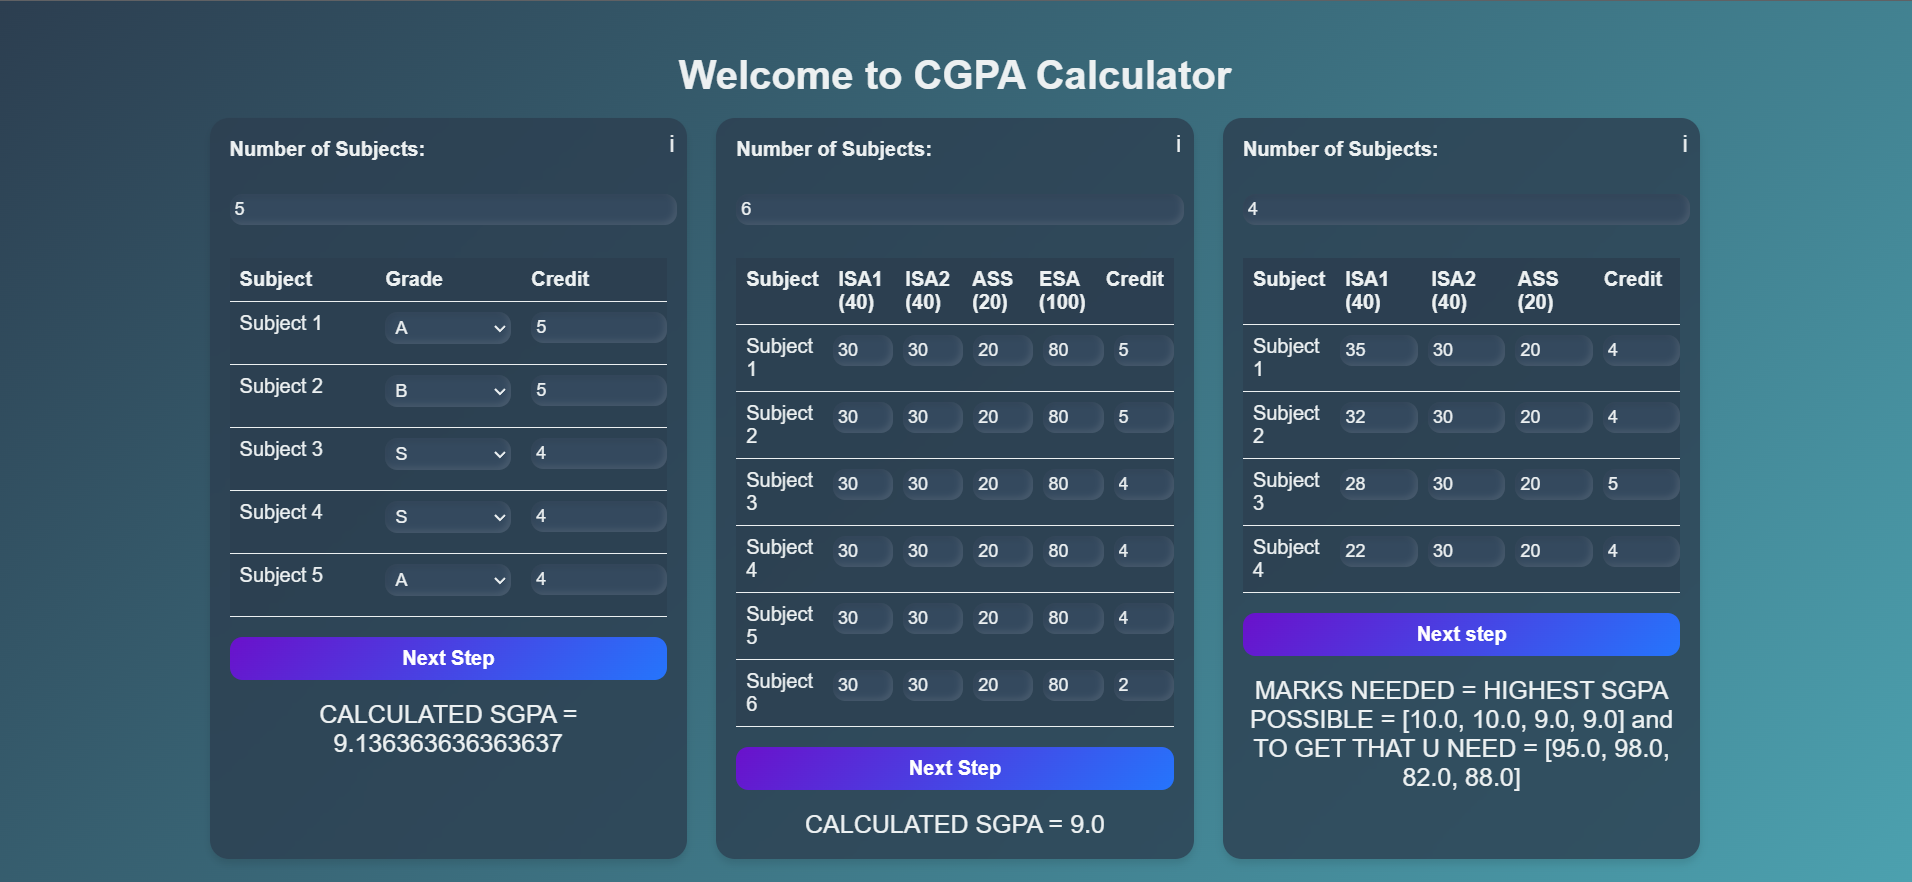 Welcome to CGPA Calculator
Number of Subjects:
i
5
Subject Grade Credit
Subject 1 A 5
Subject 2 B 5
Subject 3 S 4
Subject 4 S 4
Subject 5 A 4
Next Step
CALCULATED SGPA =
9.136363636363637
Number of Subjects:
i
6
Subject ISA1 ISA2 ASS ESA Credit
(40) (40) (20) (100)
Subject 30 30 20 80 5
1
Subject 30 30 20 80 5
2
Subject 30 30 20 80 4
3
Subject 30 30 20 80 4
4
Subject 30 30 20 80 4
5
Subject 30 30 20 80 2
6
Next Step
CALCULATED SGPA = 9.0
Number of Subjects:
i
4
Subject ISA1 ISA2 ASS Credit
(40) (40) (20)
Subject 35 30 20 4
1
Subject 32 30 20 4
2
Subject 28 30 20 5
3
Subject 22 30 20 4
4
Next step
MARKS NEEDED = HIGHEST SGPA
POSSIBLE = [10.0, 10.0, 9.0, 9.0] and
TO GET THAT U NEED = [95.0, 98.0,
82.0, 88.0]